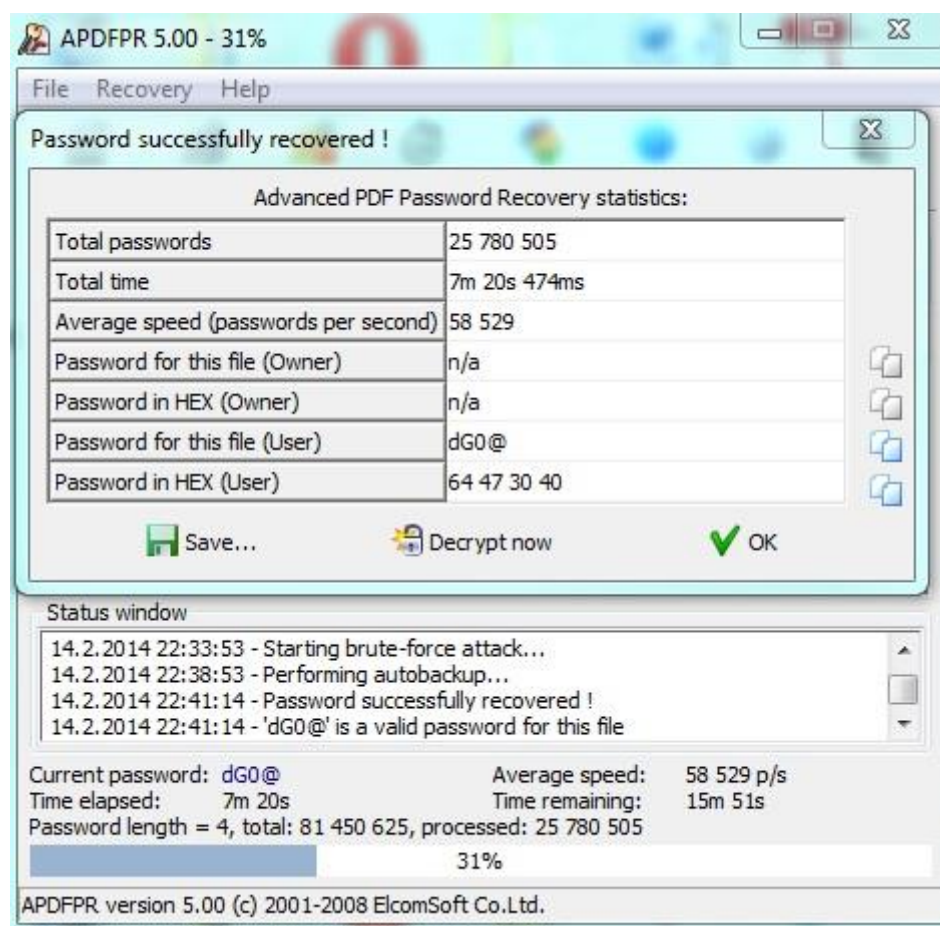 APDFPR 5.00 - 31%
File Recovery Help
Password successfully recovered !
Advanced PDF Password Recovery statistics:
Total passwords 25 780 505
Total time 7m 20s 474ms
Average speed (passwords per second) 58 529
Password for this file (Owner) n/a
Password in HEX (Owner) n/a
Password for this file (User) dG0@
Password in HEX (User) 64 47 30 40
Save... Decrypt now OK
Status window
14.2.2014 22:33:53 - Starting brute-force attack...
14.2.2014 22:38:53 - Performing autobackup...
14.2.2014 22:41:14 - Password successfully recovered !
14.2.2014 22:41:14 - 'dG0@' is a valid password for this file
Current password: dG0@ Average speed: 58 529 p/s
Time elapsed: 7m 20s Time remaining: 15m 51s
Password length = 4, total: 81 450 625, processed: 25 780 505
31%
APDFPR version 5.00 (c) 2001-2008 ElcomSoft Co.Ltd.